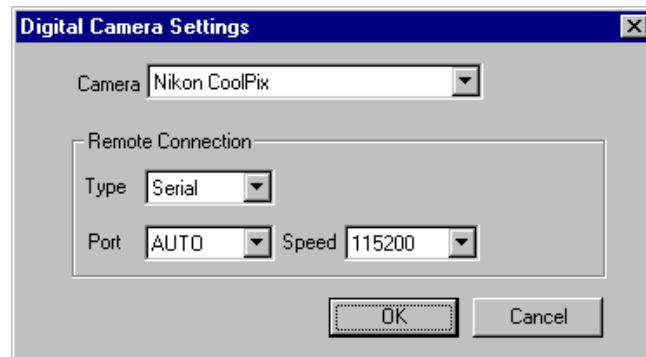 Digital Camera Settings
Camera Nikon CoolPix
Remote Connection
Type Serial
Port AUTO Speed 115200
OK Cancel